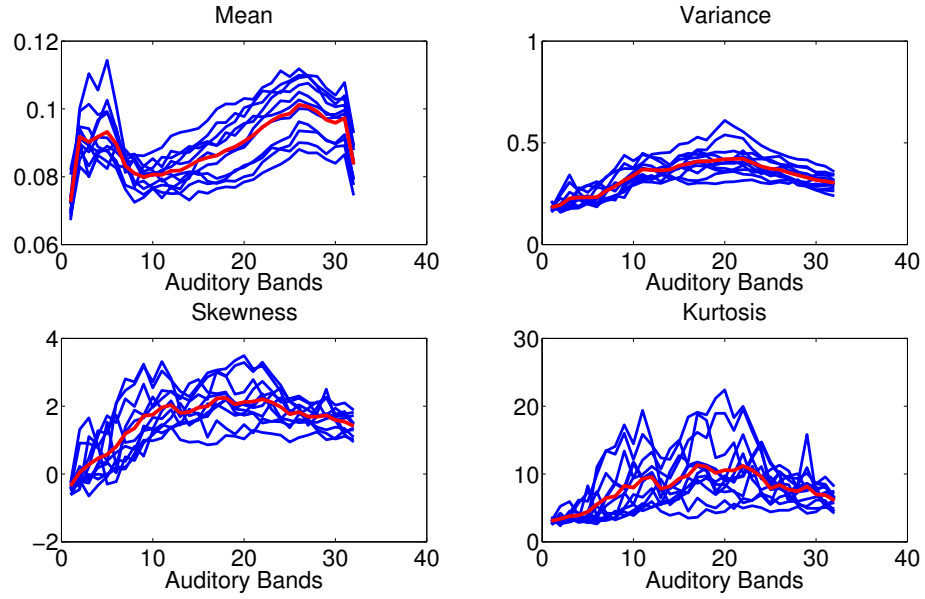 Mean
Variance
0.12
0.1
0.08
0.06
0 10 20 30 40
Auditory Bands
1
0.5
0
0 10 20 30 40
Auditory Bands
Skewness
Kurtosis
4
2
0
−2
0 10 20 30 40
Auditory Bands
30
20
10
0
0 10 20 30 40
Auditory Bands